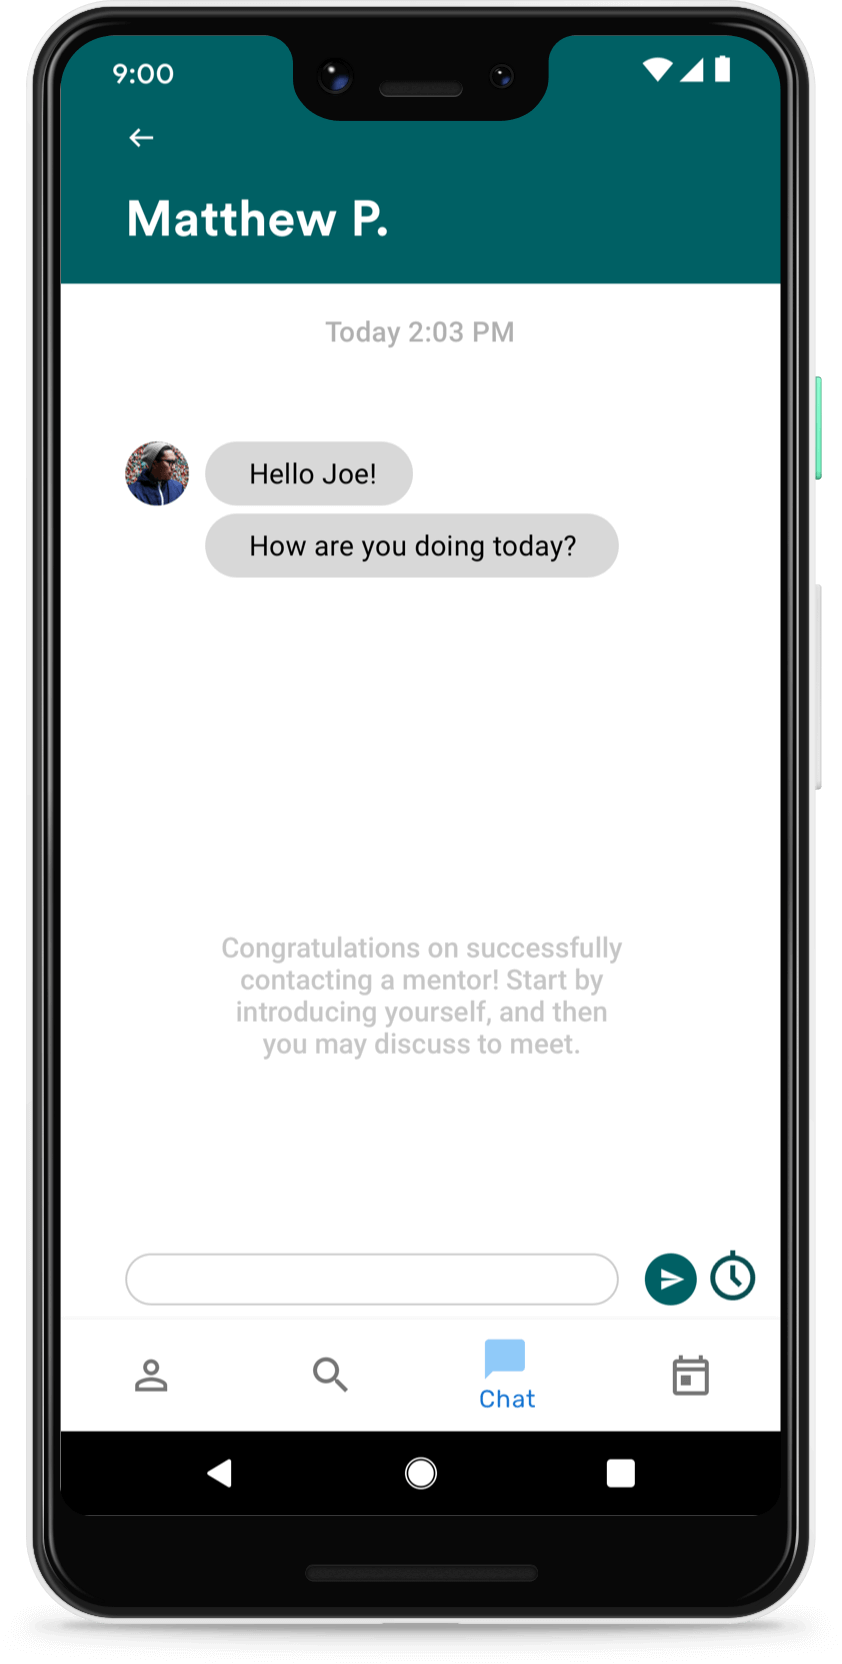 9:00
Matthew P.
Today 2:03 PM
Hello Joe!
How are you doing today?
Congratulations on successfully
contacting a mentor! Start by
introducing yourself, and then
you may discuss to meet.
Chat